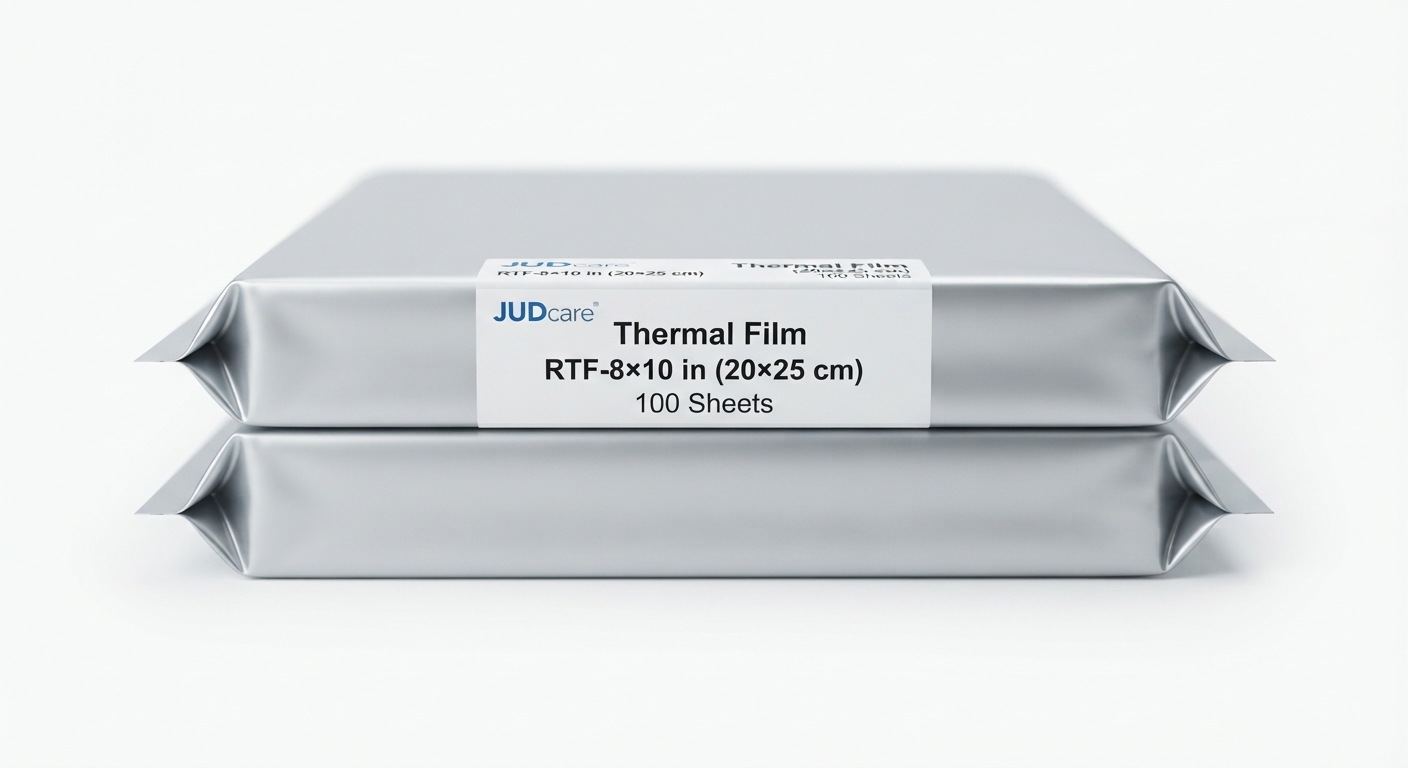 JUDcare
RTF-8×10 in (20×25 cm)
Thermal Film
100 Sheets
JUDcare®
Thermal Film
RTF-8×10 in (20×25 cm)
100 Sheets